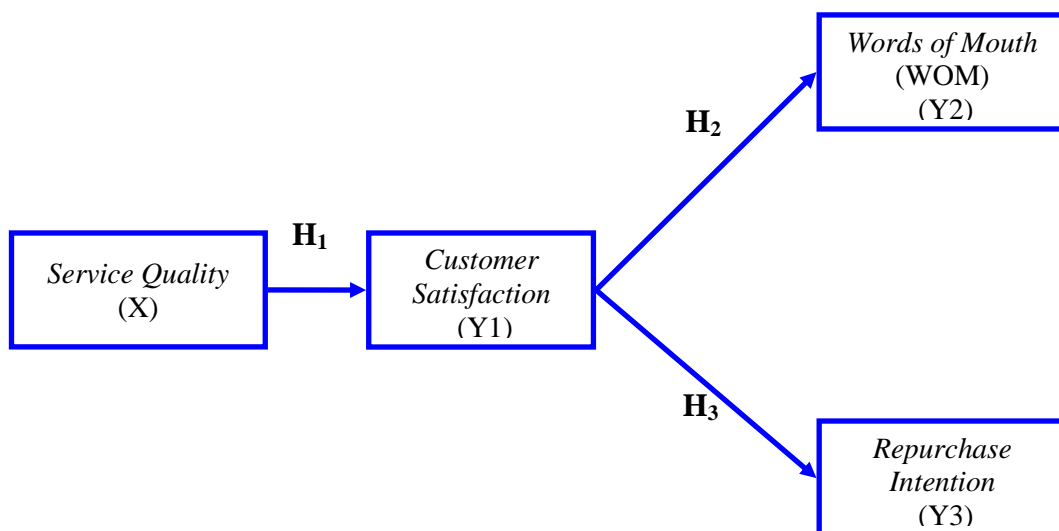 Words of Mouth
(WOM)
(Y2)
H₂
H₁
Service Quality
(X)
Customer
Satisfaction
(Y1)
H₃
Repurchase
Intention
(Y3)